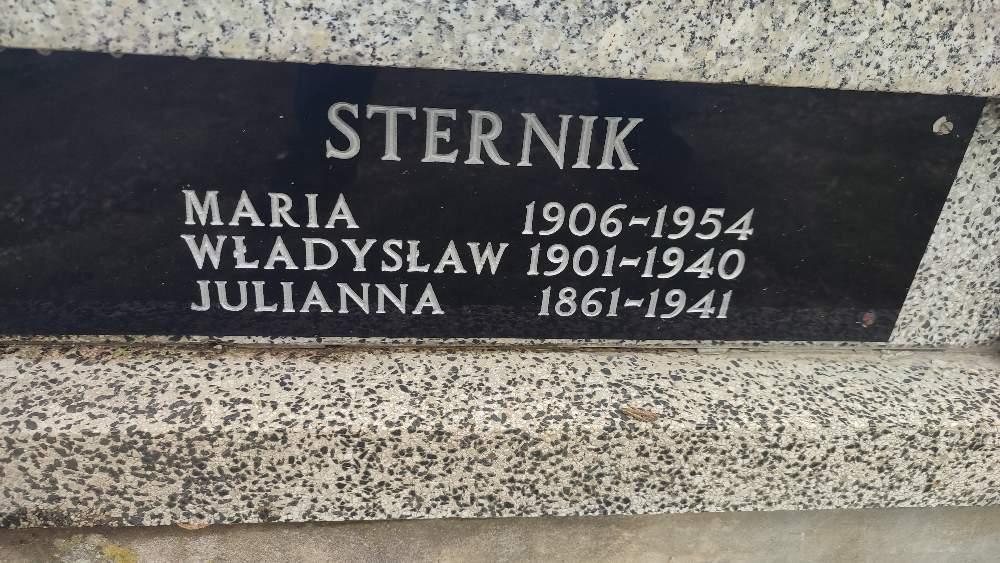 STERNIK
MARIA 1906-1954
WŁADYSŁAW 1901-1940
JULIANNA 1861-1941